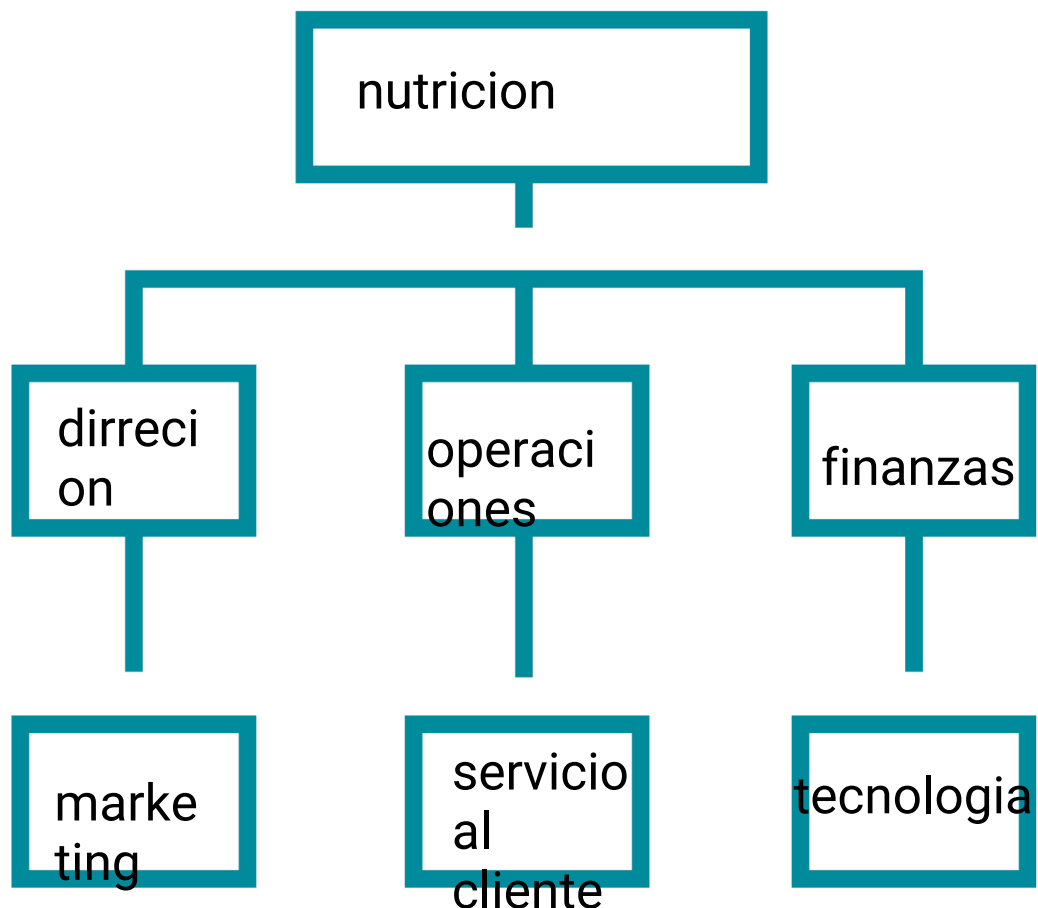 nutricion
dirreci
on
operaci
ones
finanzas
marke
ting
servicio
al
cliente
tecnologia